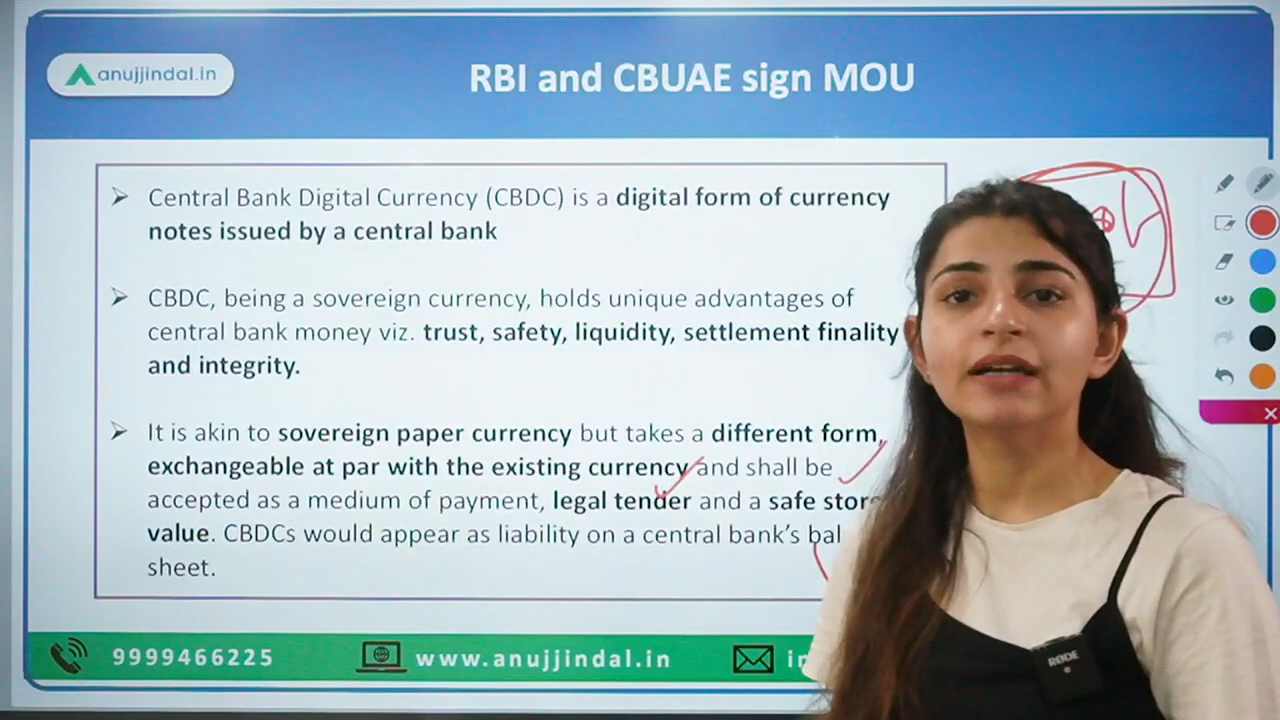 anujjindal.in
RBI and CBUAE sign MOU
➢ Central Bank Digital Currency (CBDC) is a digital form of currency
notes issued by a central bank
➢ CBDC, being a sovereign currency, holds unique advantages of
central bank money viz. trust, safety, liquidity, settlement finality
and integrity.
➢ It is akin to sovereign paper currency but takes a different form,
exchangeable at par with the existing currency and shall be
accepted as a medium of payment, legal tender and a safe
value. CBDCs would appear as liability on a central bank's
sheet.
9999466225
www.anujjindal.in
RØDE